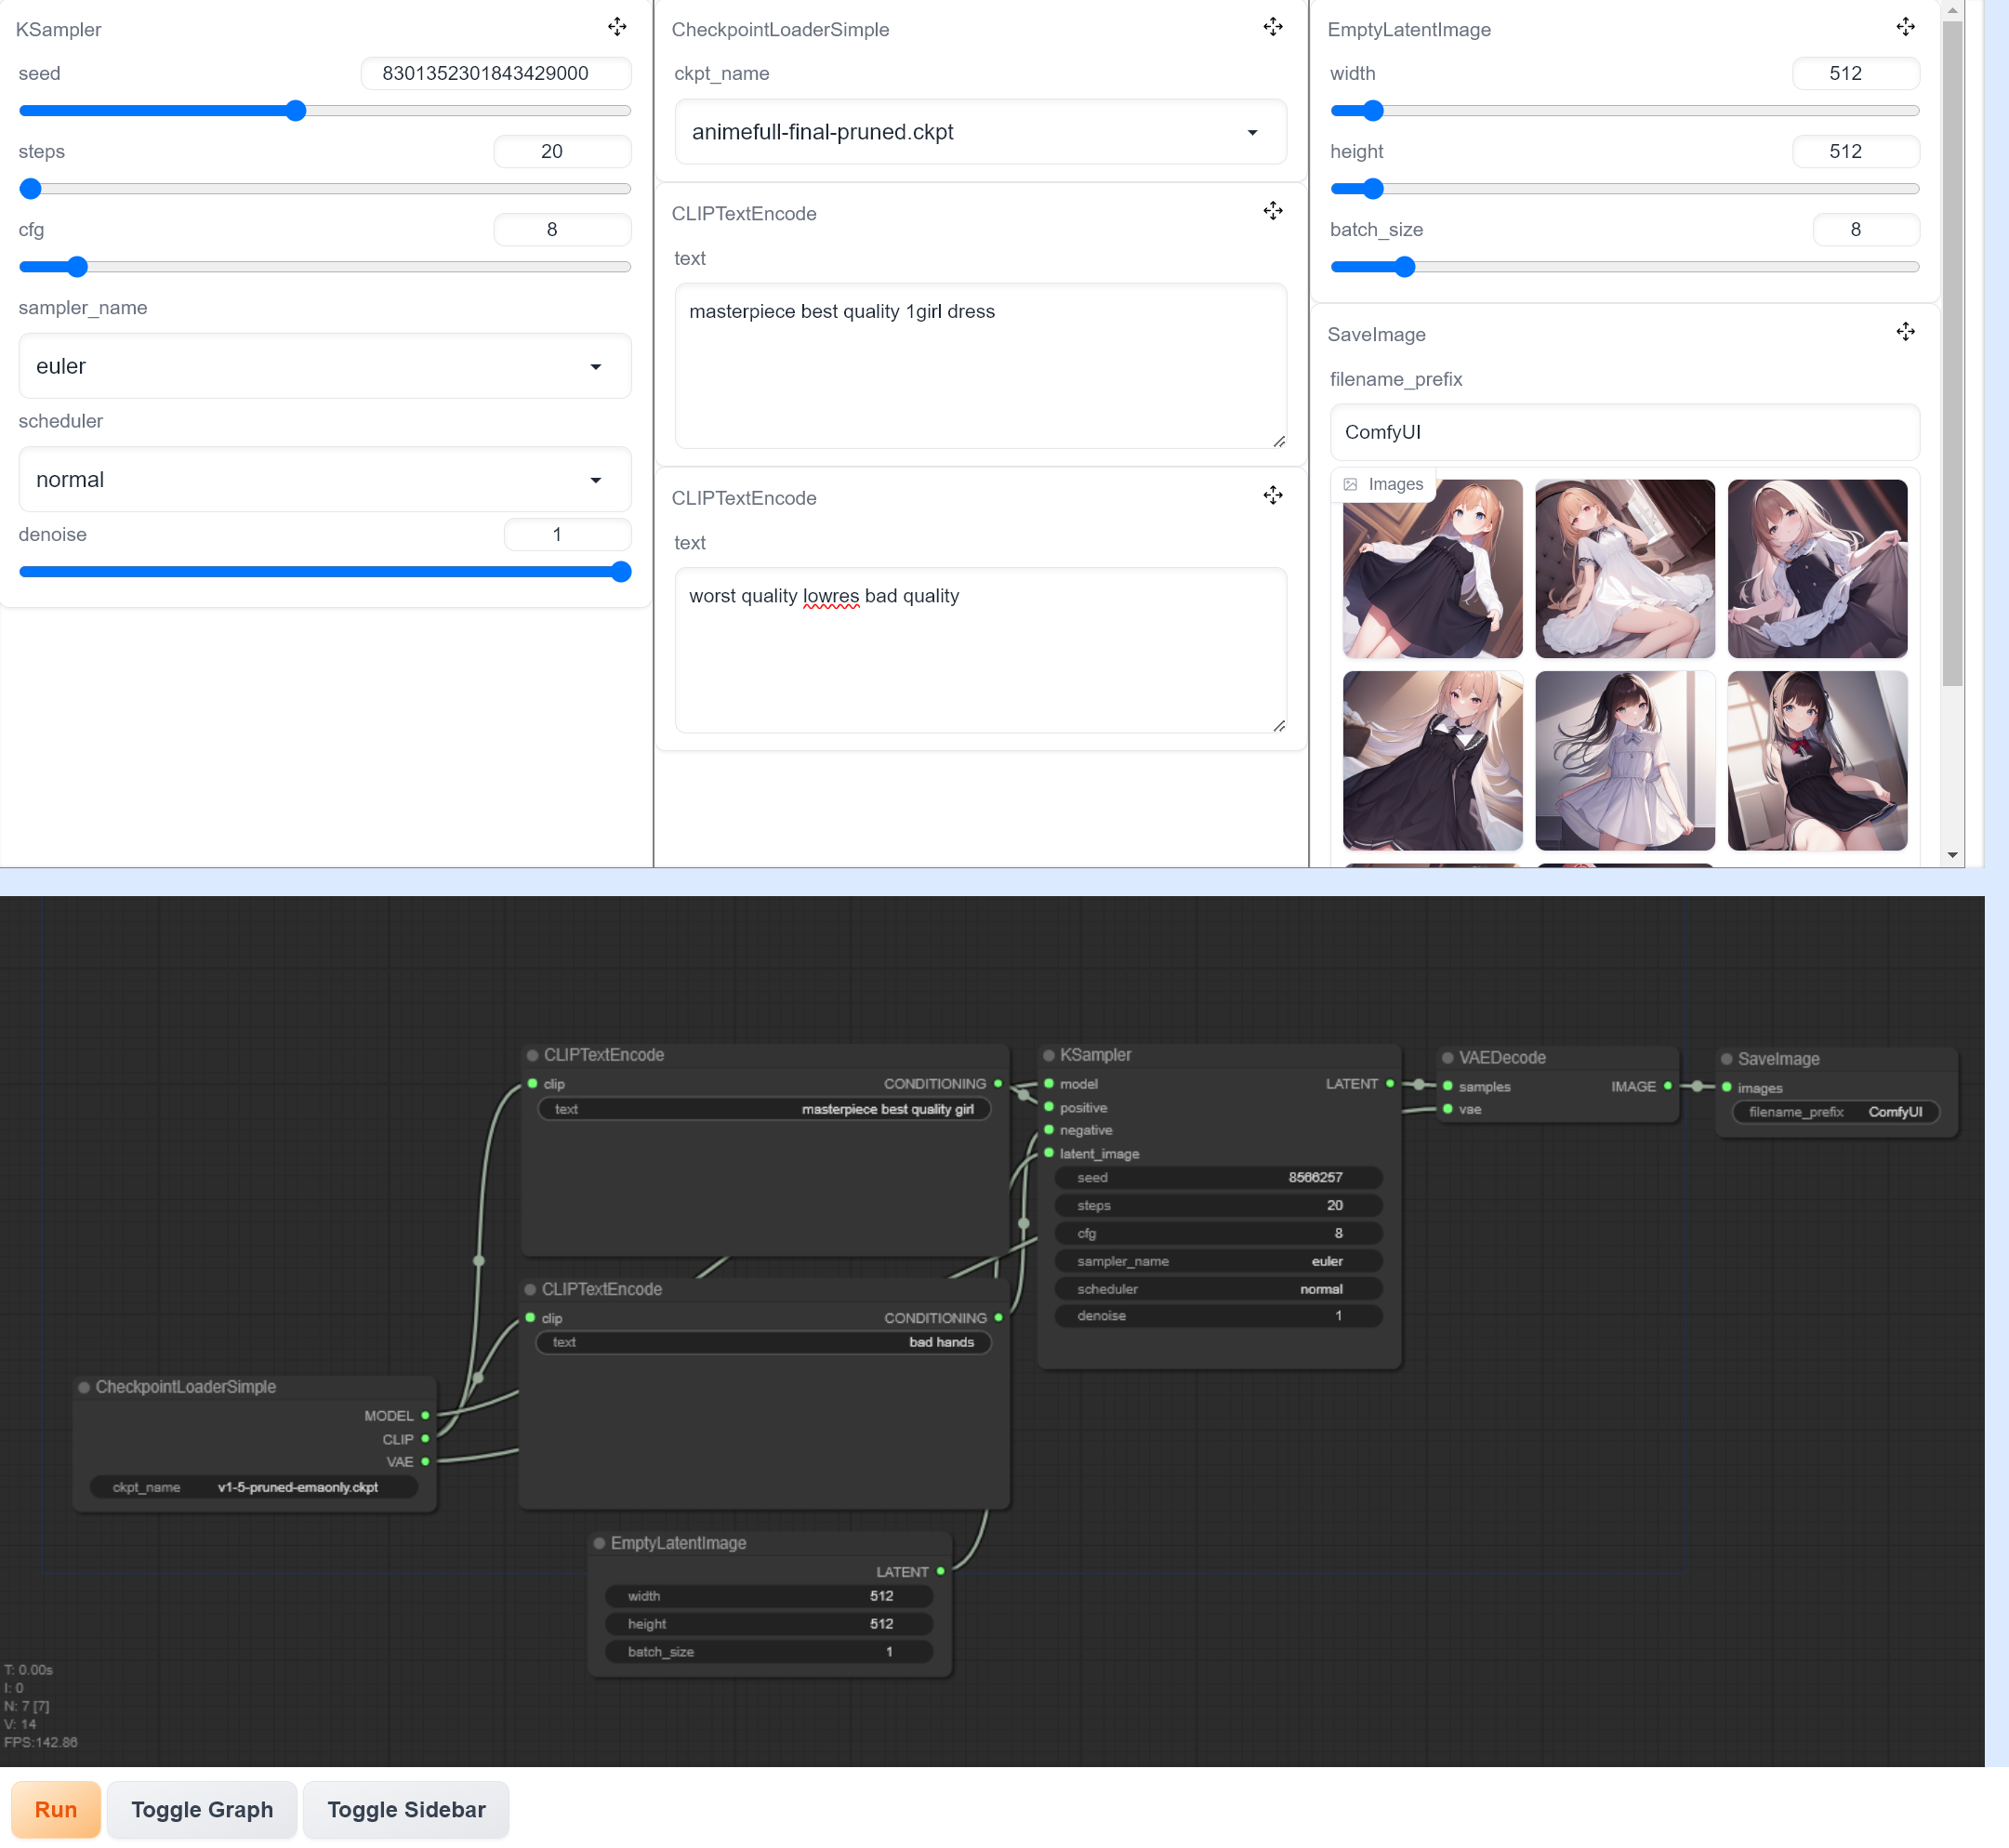 KSampler
seed 8301352301843429000
steps 20
cfg 8
sampler_name
euler
scheduler
normal
denoise 1
CheckpointLoaderSimple
ckpt_name
animefull-final-pruned.ckpt
CLIPTextEncode
text
masterpiece best quality 1girl dress
CLIPTextEncode
text
worst quality lowres bad quality
EmptyLatentImage
width 512
height 512
batch_size 8
SaveImage
filename_prefix
ComfyUI
Images
CLIPTextEncode
clip CONDITIONING
text masterpiece best quality girl
CLIPTextEncode
clip CONDITIONING
text bad hands
CheckpointLoaderSimple
MODEL
CLIP
VAE
ckpt_name v1-5-pruned-emaonly.ckpt
EmptyLatentImage
LATENT
width 512
height 512
batch_size 1
KSampler
model LATENT
positive
negative
latent_image
seed 8566257
steps 20
cfg 8
sampler_name euler
scheduler normal
denoise 1
VAEDecode
samples IMAGE
vae
SaveImage
images
filename_prefix ComfyUI
T: 0.00s
I: 0
N: 7 [7]
V: 14
FPS:142.86
Run Toggle Graph Toggle Sidebar